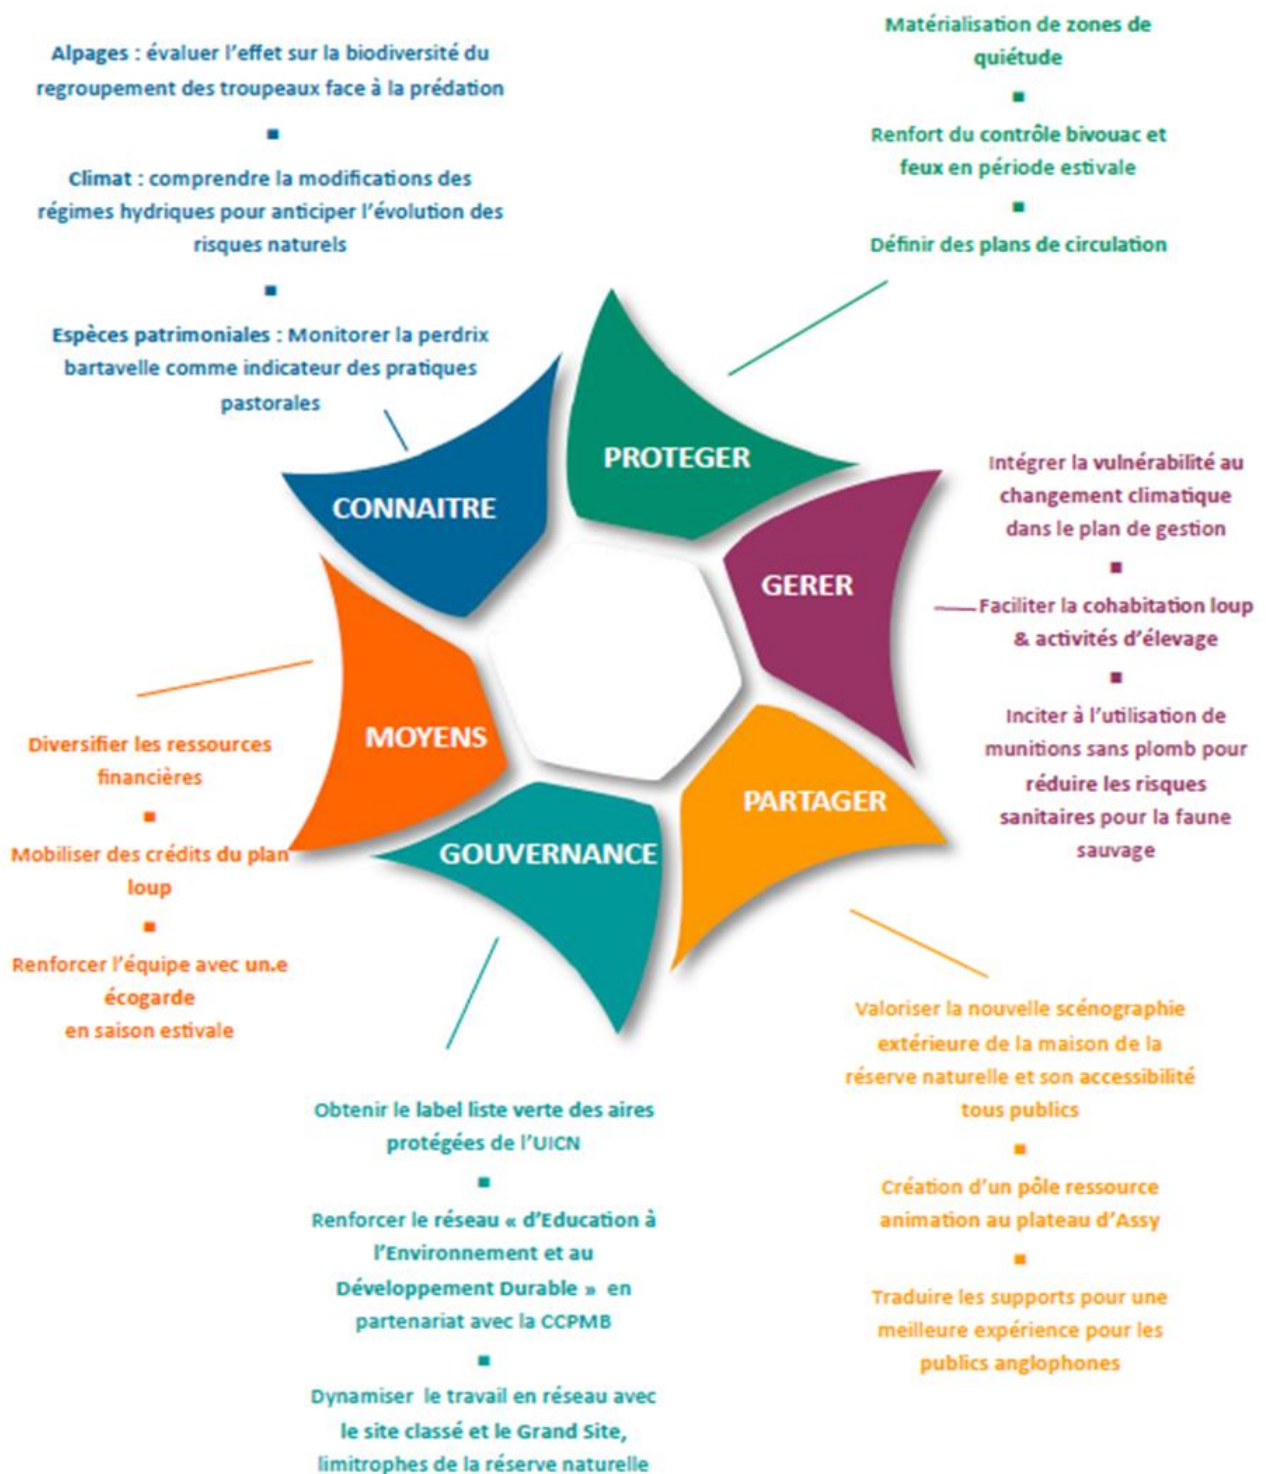 Alpages : évaluer l'effet sur la biodiversité du
regroupement des troupeaux face à la prédation
Climat : comprendre la modifications des
régimes hydriques pour anticiper l'évolution des
risques naturels
Espèces patrimoniales : Monitorer la perdrix
bartavelle comme indicateur des pratiques
pastorales
CONNAITRE
Matérialisation de zones de
quiétude
Renfort du contrôle bivouac et
feux en période estivale
Définir des plans de circulation
PROTEGER
Intégrer la vulnérabilité au
changement climatique
dans le plan de gestion
Faciliter la cohabitation loup
& activités d'élevage
Inciter à l'utilisation de
munitions sans plomb pour
réduire les risques
sanitaires pour la faune
sauvage
GERER
PARTAGER
Valoriser la nouvelle scénographie
extérieure de la maison de la
réserve naturelle et son accessibilité
tous publics
Création d'un pôle ressource
animation au plateau d'Assy
Traduire les supports pour une
meilleure expérience pour les
publics anglophones
GOUVERNANCE
Obtenir le label liste verte des aires
protégées de l'UICN
Renforcer le réseau « d'Education à
l'Environnement et au
Développement Durable » en
partenariat avec la CCPMB
Dynamiser le travail en réseau avec
le site classé et le Grand Site,
limitrophes de la réserve naturelle
MOYENS
Diversifier les ressources
financières
Mobiliser des crédits du plan
loup
Renforcer l'équipe avec un.e
écogarde
en saison estivale